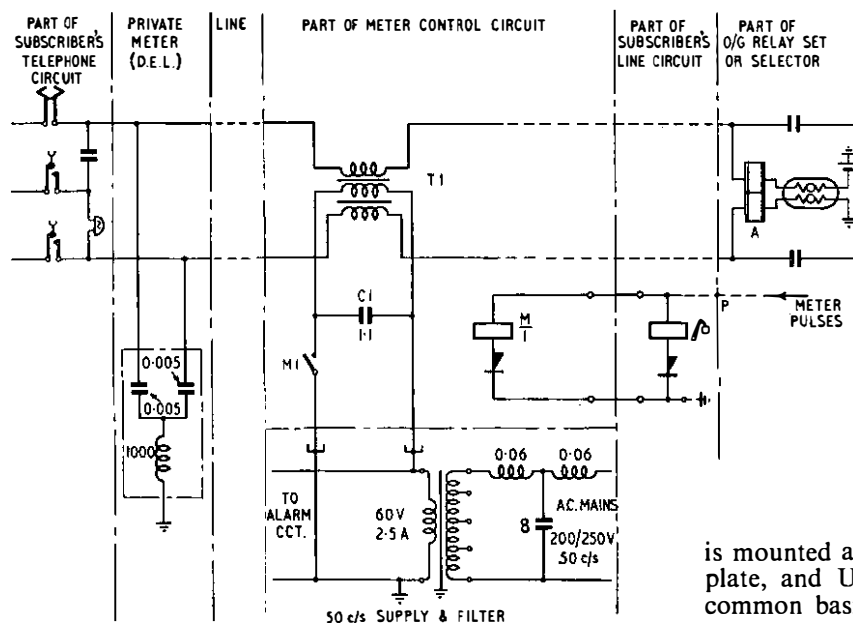 PART OF
SUBSCRIBER'S
TELEPHONE
CIRCUIT
PRIVATE
METER
(D.E.L.)
LINE
PART OF METER CONTROL CIRCUIT
PART OF
SUBSCRIBER'S
LINE CIRCUIT
PART OF
O/G RELAY SET
OR SELECTOR
T1
A
C1
1·1
M1
M
1
P
METER
PULSES
0·005
0·005
1000
TO
ALARM
CCT.
60V
2·5A
0·06
0·06
8
A.C. MAINS
200/250V
50 c/s
50 c/s SUPPLY & FILTER
is mounted a
plate, and U
common bas